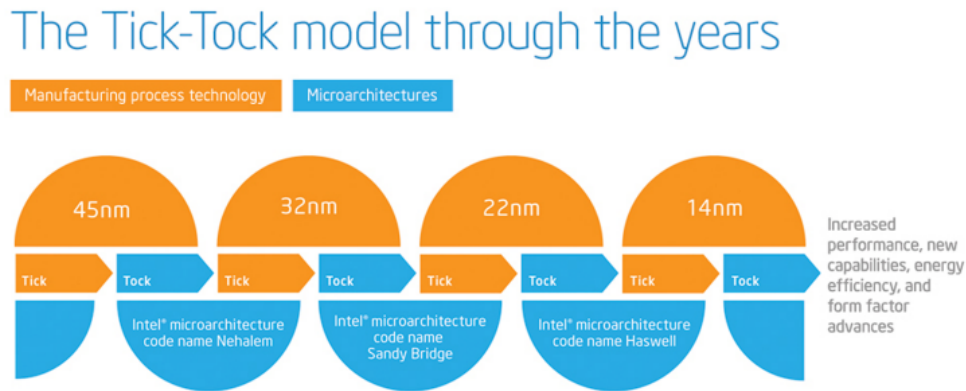 The Tick-Tock model through the years
Manufacturing process technology
Microarchitectures
45nm
32nm
22nm
14nm
Tick
Tock
Tick
Tock
Tick
Tock
Tick
Tock
Intel® microarchitecture
code name Nehalem
Intel® microarchitecture
code name
Sandy Bridge
Intel® microarchitecture
code name Haswell
Increased
performance, new
capabilities, energy
efficiency, and
form factor
advances